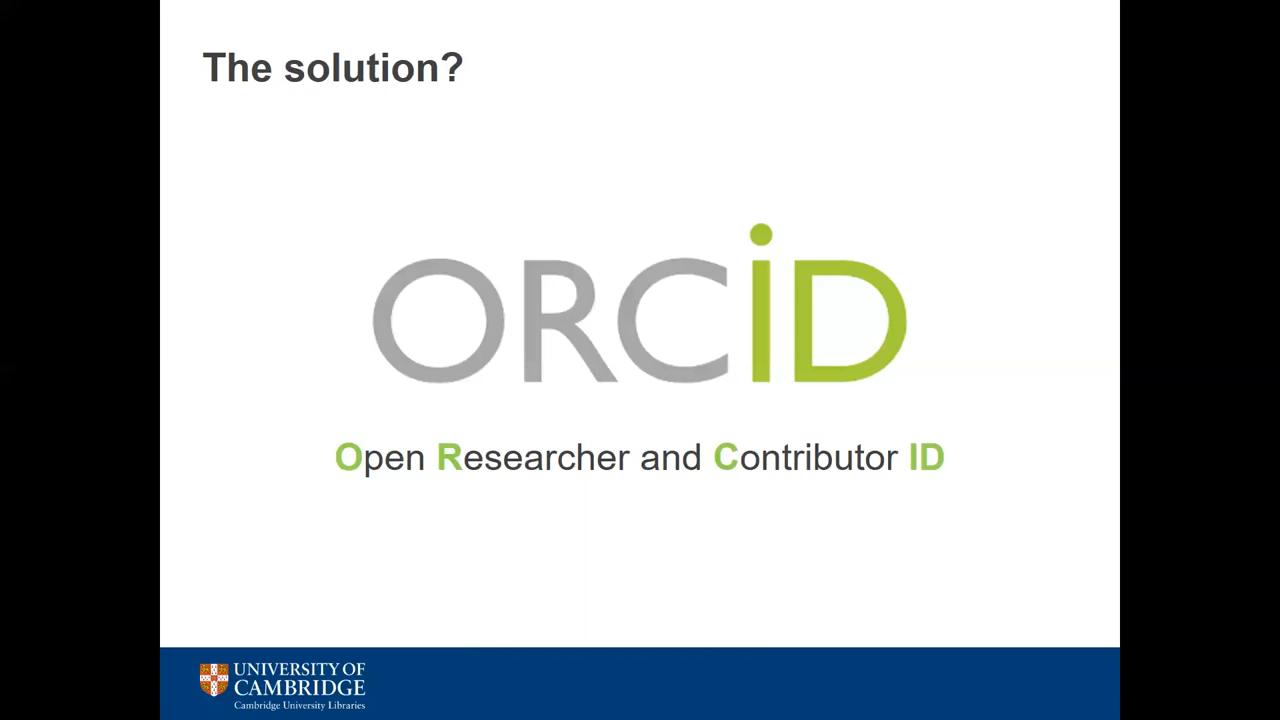 The solution?
ORCiD
Open Researcher and Contributor ID
UNIVERSITY OF
CAMBRIDGE
Cambridge University Libraries